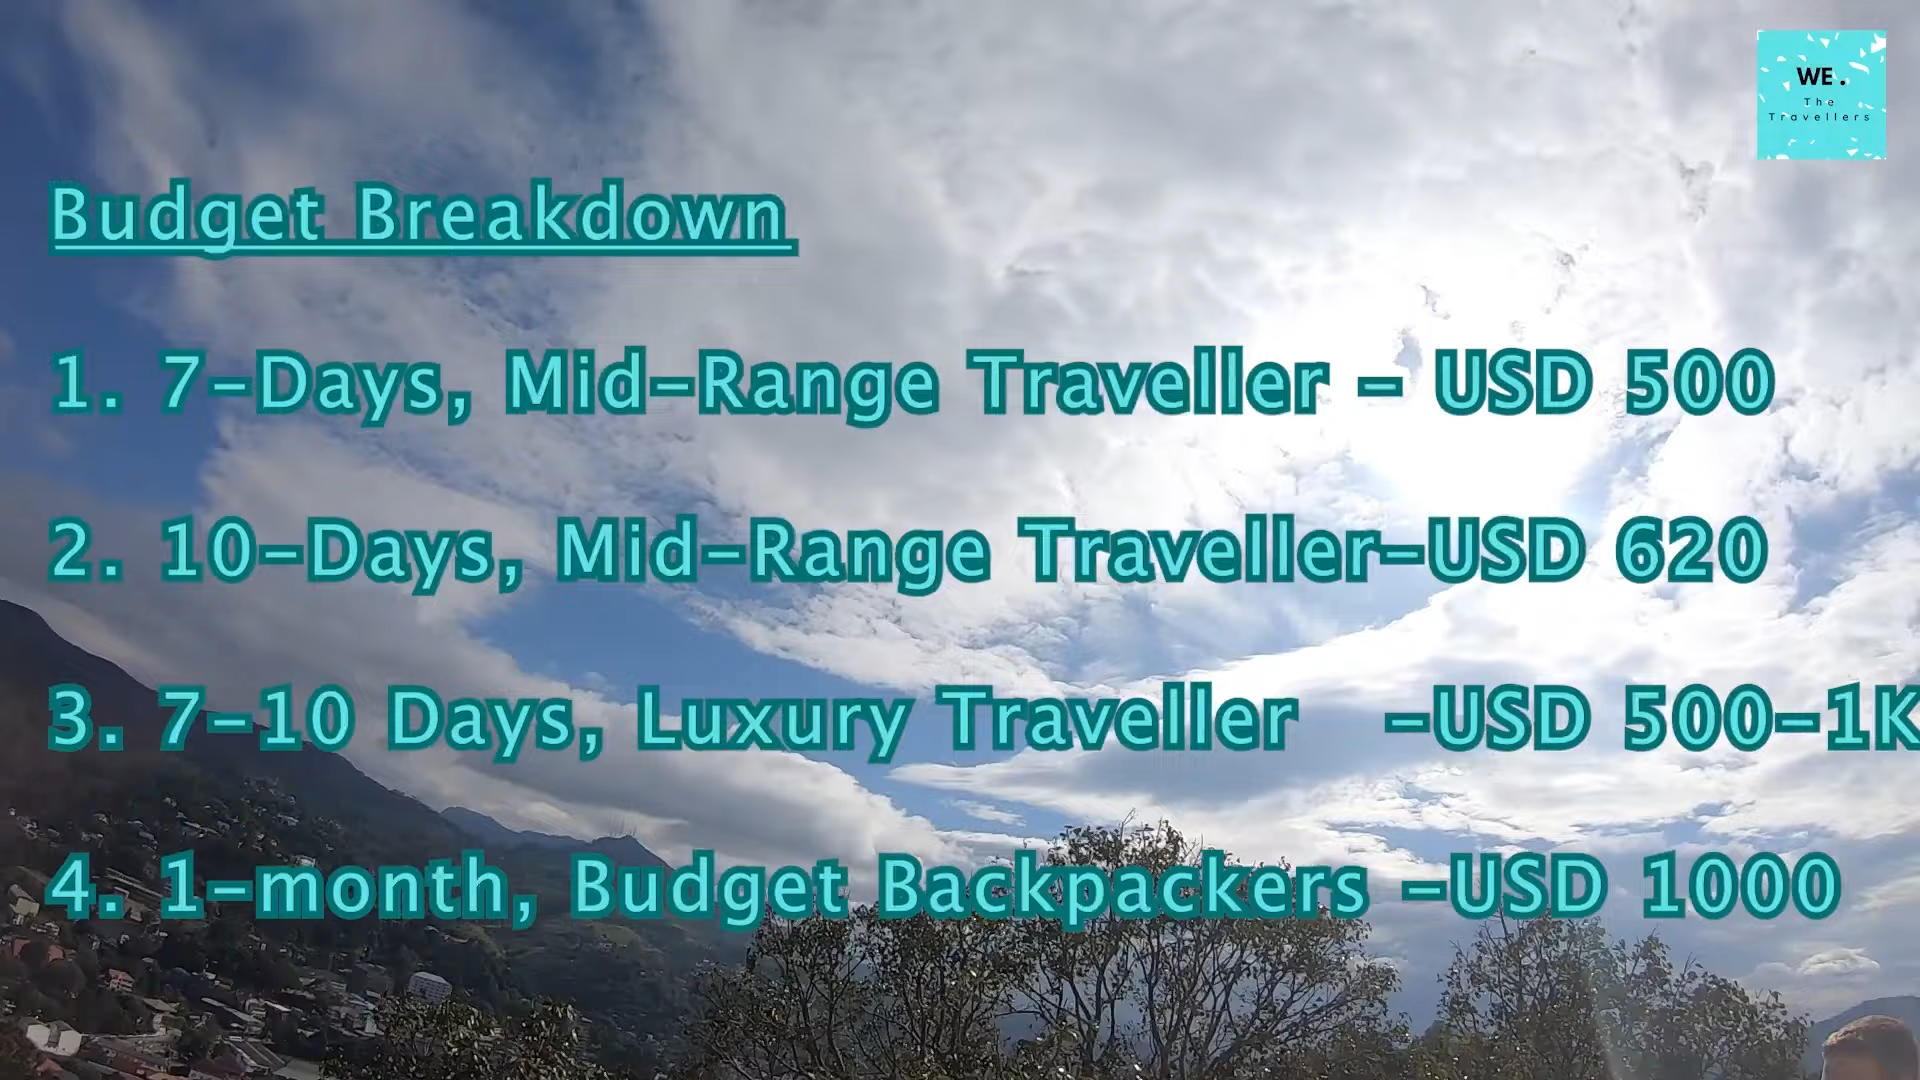 WE.
The
Travellers
Budget Breakdown
1. 7-Days, Mid-Range Traveller - USD 500
2. 10-Days, Mid-Range Traveller-USD 620
3. 7-10 Days, Luxury Traveller -USD 500-1K
4. 1-month, Budget Backpackers -USD 1000